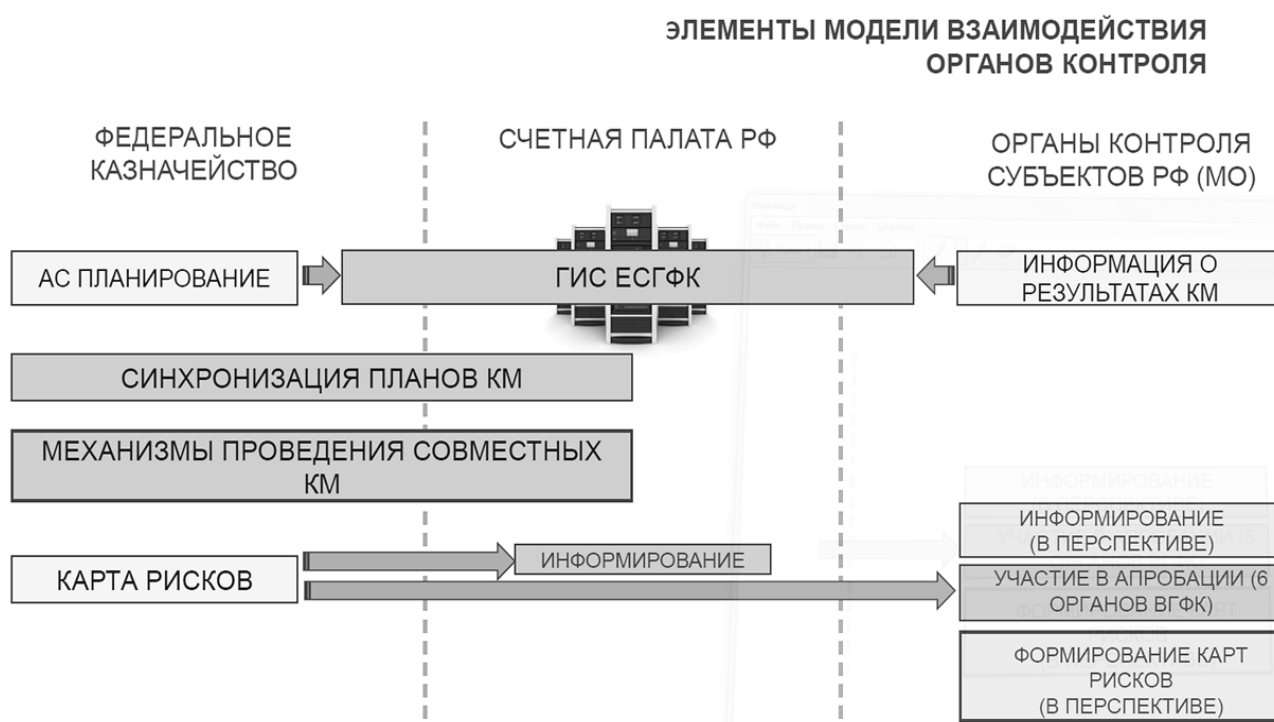 ЭЛЕМЕНТЫ МОДЕЛИ ВЗАИМОДЕЙСТВИЯ
ОРГАНОВ КОНТРОЛЯ
ФЕДЕРАЛЬНОЕ
КАЗНАЧЕЙСТВО
СЧЕТНАЯ ПАЛАТА РФ
ОРГАНЫ КОНТРОЛЯ
СУБЪЕКТОВ РФ (МО)
АС ПЛАНИРОВАНИЕ
ГИС ЕСГФК
ИНФОРМАЦИЯ О
РЕЗУЛЬТАТАХ КМ
СИНХРОНИЗАЦИЯ ПЛАНОВ КМ
МЕХАНИЗМЫ ПРОВЕДЕНИЯ СОВМЕСТНЫХ
КМ
КАРТА РИСКОВ
ИНФОРМИРОВАНИЕ
ИНФОРМИРОВАНИЕ
(В ПЕРСПЕКТИВЕ)
УЧАСТИЕ В АПРОБАЦИИ (6
ОРГАНОВ ВГФК)
ФОРМИРОВАНИЕ КАРТ
РИСКОВ
(В ПЕРСПЕКТИВЕ)